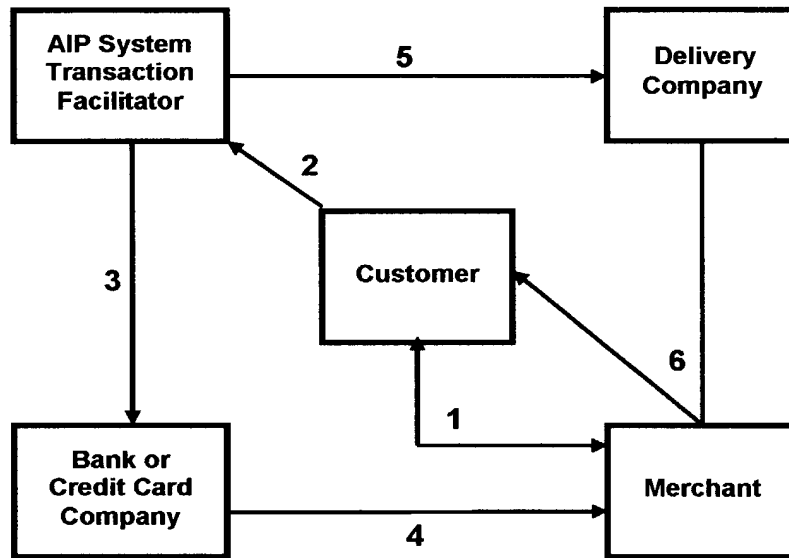 AIP System
Transaction
Facilitator
5
Delivery
Company
2
3
Customer
6
1
Bank or
Credit Card
Company
4
Merchant